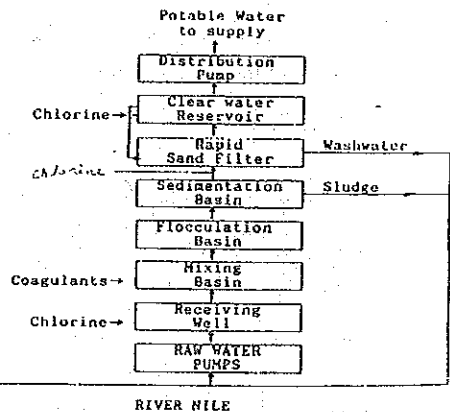 Potable Water
to supply
Distribution
Pump
Clear water
Reservoir
Chlorine
Rapid
Sand Filter
Washwater
chlorine
Sedimentation
Basin
Sludge
Flocculation
Basin
Mixing
Basin
Coagulants
Receiving
Well
Chlorine
RAW WATER
PUMPS
RIVER NILE